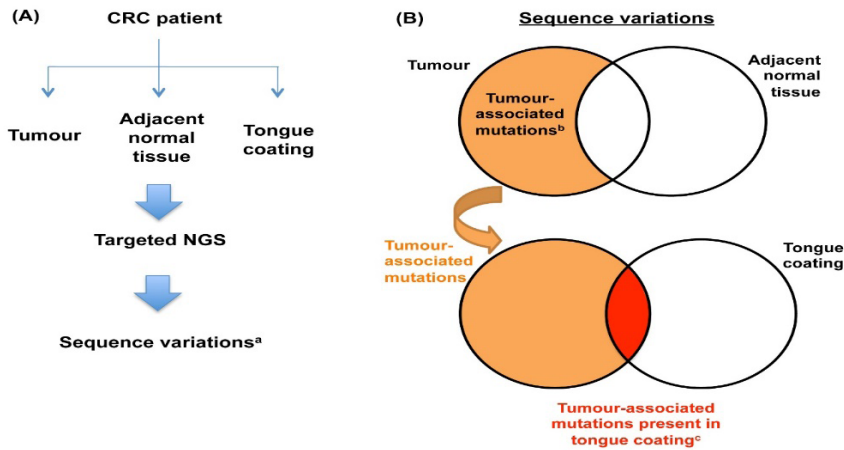 (A)
CRC patient
Tumour
Adjacent
normal
tissue
Tongue
coating
Targeted NGS
Sequence variationsᵃ
(B)
Sequence variations
Tumour
Adjacent
normal
tissue
Tumour-
associated
mutationsᵇ
Tumour-
associated
mutations
Tongue
coating
Tumour-associated
mutations present in
tongue coatingᶜ